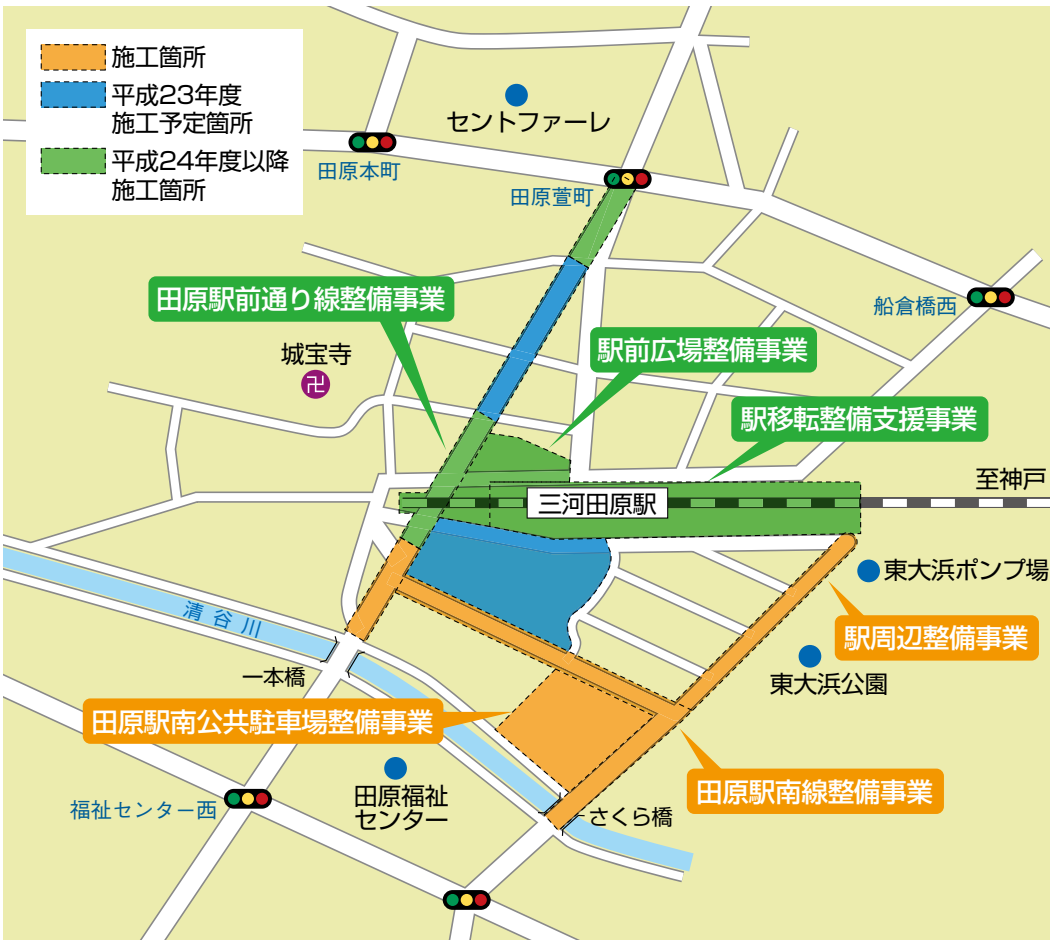 施工箇所
平成23年度
施工予定箇所
平成24年度以降
施工箇所
セントファーレ
田原本町
田原萱町
田原駅前通り線整備事業
船倉橋西
城宝寺
卍
駅前広場整備事業
駅移転整備支援事業
至神戸
三河田原駅
東大浜ポンプ場
清谷川
駅周辺整備事業
一本橋
東大浜公園
田原駅南公共駐車場整備事業
田原福祉
センター
田原駅南線整備事業
福祉センター西
さくら橋